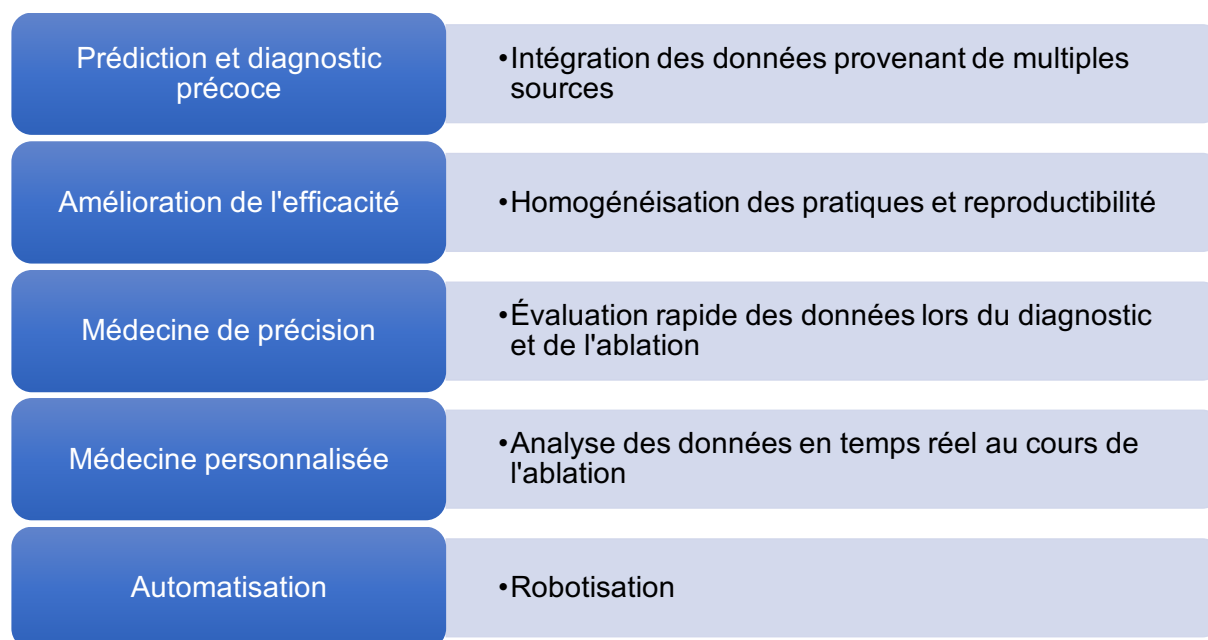 Prédiction et diagnostic
précoce
•Intégration des données provenant de multiples
sources
Amélioration de l'efficacité
•Homogénéisation des pratiques et reproductibilité
Médecine de précision
•Évaluation rapide des données lors du diagnostic
et de l'ablation
Médecine personnalisée
•Analyse des données en temps réel au cours de
l'ablation
Automatisation
•Robotisation